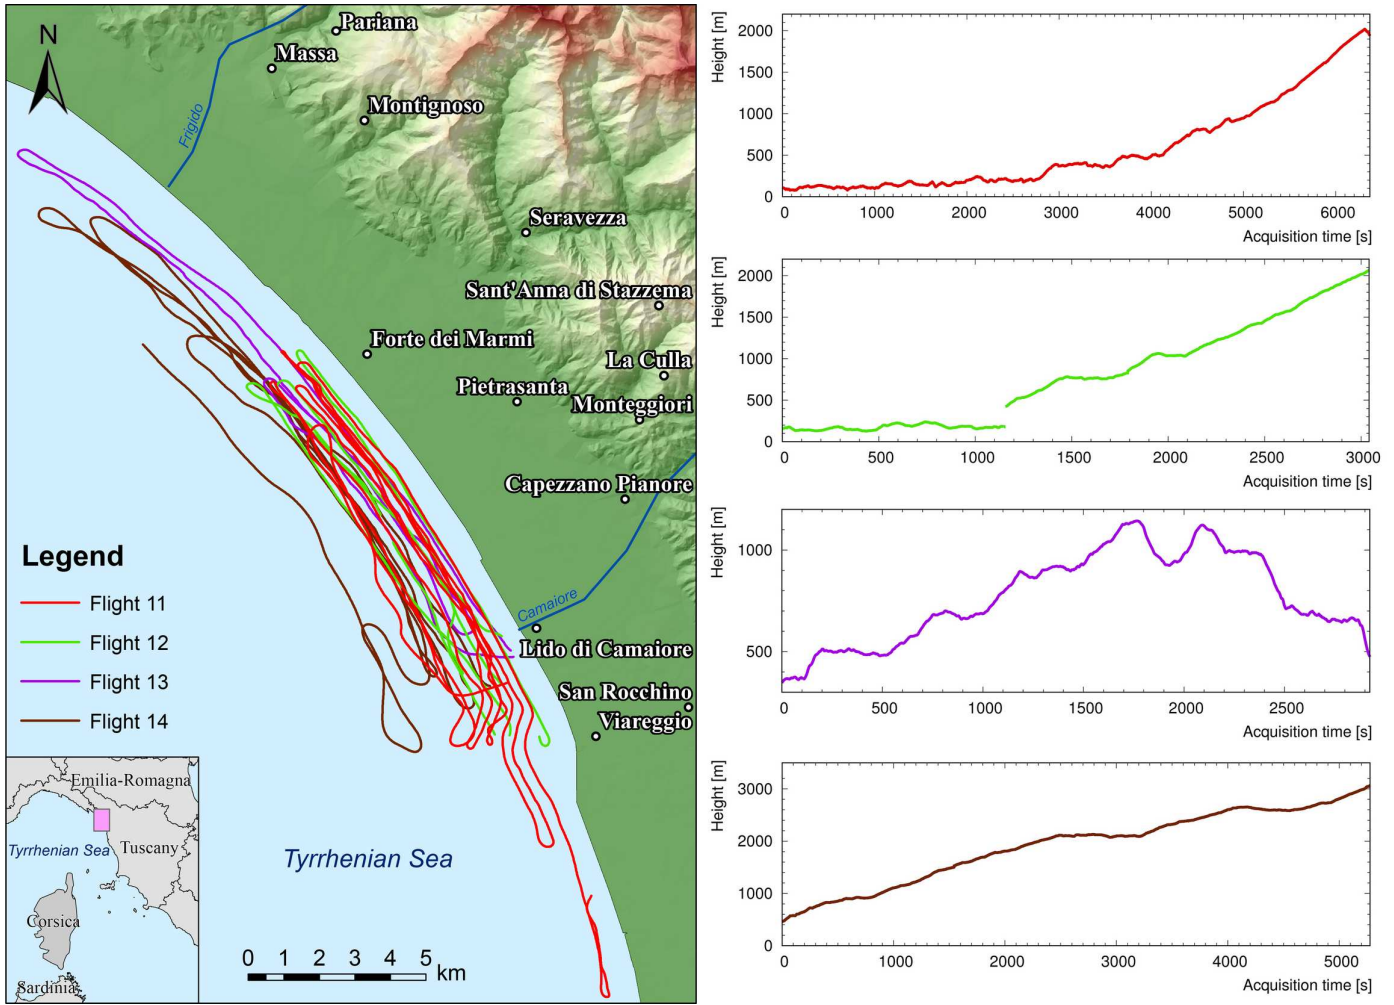 N
Pariana
Massa
Frigido
Montignoso
Seravezza
Sant'Anna di Stazzema
Forte dei Marmi
La Culla
Pietrasanta
Monteggiori
Capezzano Pianore
Camaiore
Lido di Camaiore
San Rocchino
Viareggio
Legend
Flight 11
Flight 12
Flight 13
Flight 14
Emilia-Romagna
Tyrrhenian Sea
Tuscany
Corsica
Sardinia
Tyrrhenian Sea
0 1 2 3 4 5
km
Height [m]
2000
1500
1000
500
0
0 1000 2000 3000 4000 5000 6000
Acquisition time [s]
Height [m]
2000
1500
1000
500
0
0 500 1000 1500 2000 2500 3000
Acquisition time [s]
Height [m]
1000
500
0 500 1000 1500 2000 2500
Acquisition time [s]
Height [m]
3000
2000
1000
0
0 1000 2000 3000 4000 5000
Acquisition time [s]